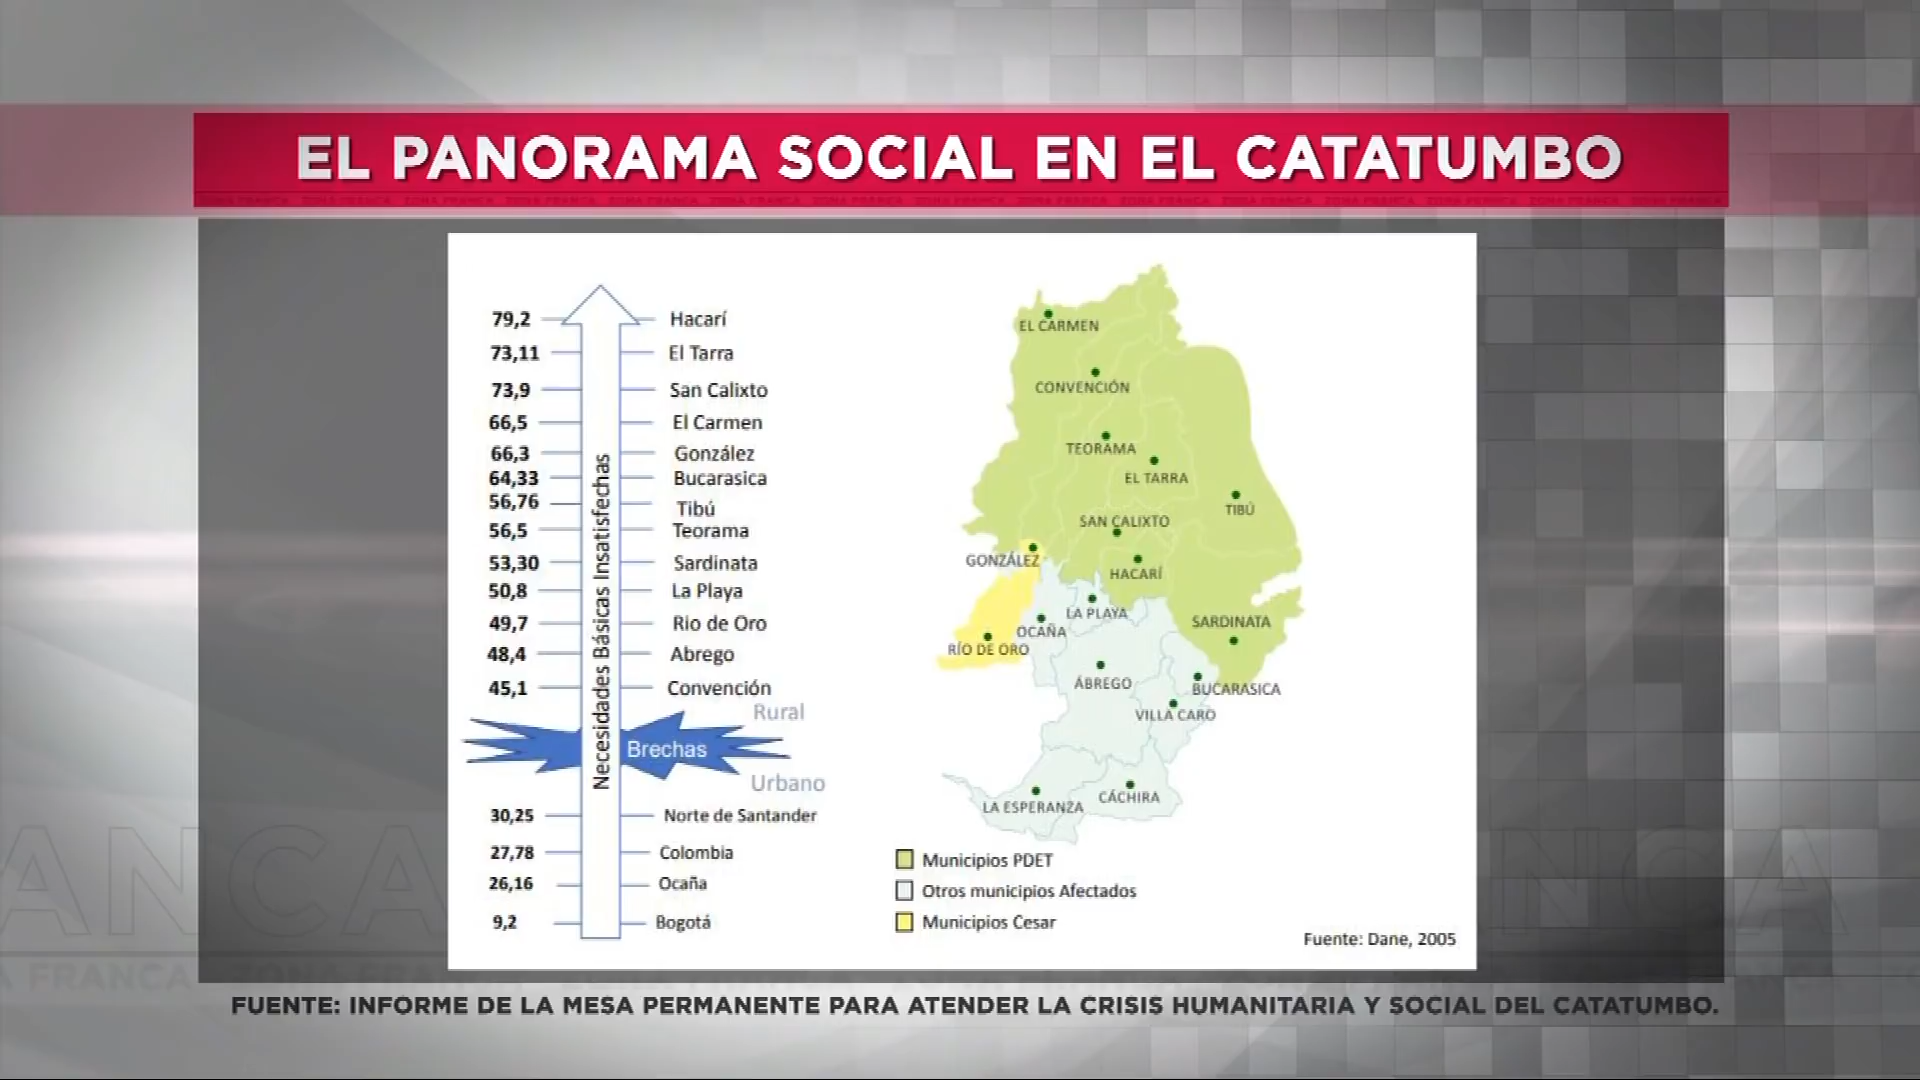 EL PANORAMA SOCIAL EN EL CATATUMBO
79,2 Hacarí
73,11 El Tarra
73,9 San Calixto
66,5 El Carmen
66,3 González
64,33 Bucarasica
56,76 Tibú
56,5 Teorama
53,30 Sardinata
50,8 La Playa
49,7 Rio de Oro
48,4 Abrego
45,1 Convención
Necesidades Básicas Insatisfechas
Rural
Brechas
Urbano
30,25 Norte de Santander
27,78 Colombia
26,16 Ocaña
9,2 Bogotá
EL CARMEN
CONVENCIÓN
TEORAMA
EL TARRA
TIBÚ
SAN CALIXTO
GONZÁLEZ
HACARÍ
LA PLAYA
SARDINATA
OCAÑA
RÍO DE ORO
ÁBREGO
BUCARASICA
VILLA CARO
CÁCHIRA
LA ESPERANZA
Municipios PDET
Otros municipios Afectados
Municipios Cesar
Fuente: Dane, 2005
FUENTE: INFORME DE LA MESA PERMANENTE PARA ATENDER LA CRISIS HUMANITARIA Y SOCIAL DEL CATATUMBO.